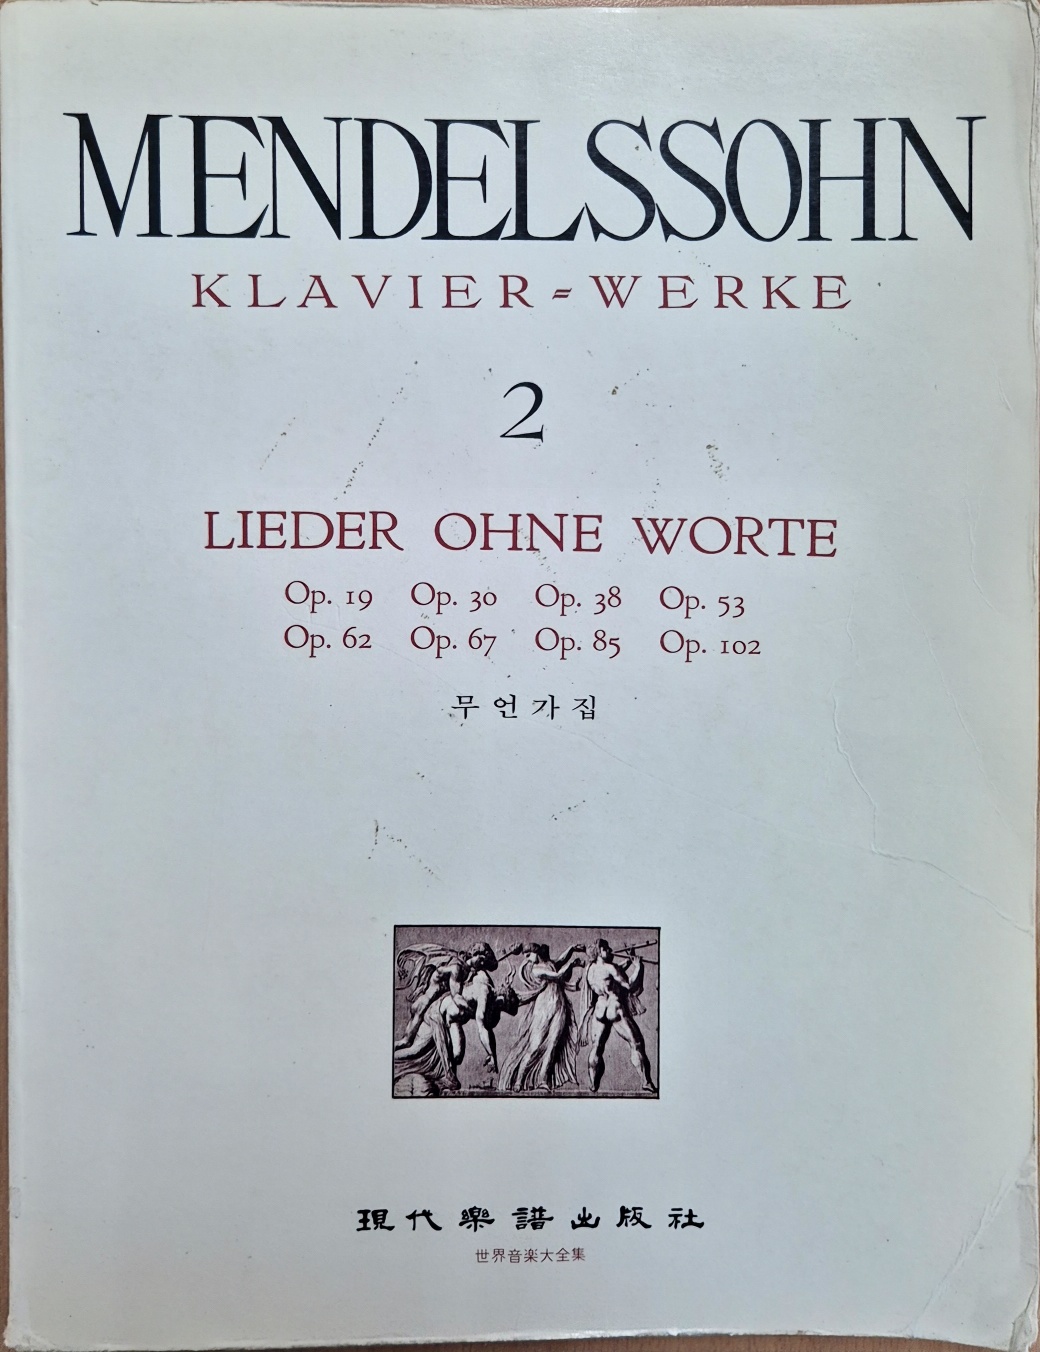 MENDELSSOHN
KLAVIER-WERKE
2
LIEDER OHNE WORTE
Op. 19 Op. 30 Op. 38 Op. 53
Op. 62 Op. 67 Op. 85 Op. 102
무언가집
現代樂譜出版社
世界音楽大全集